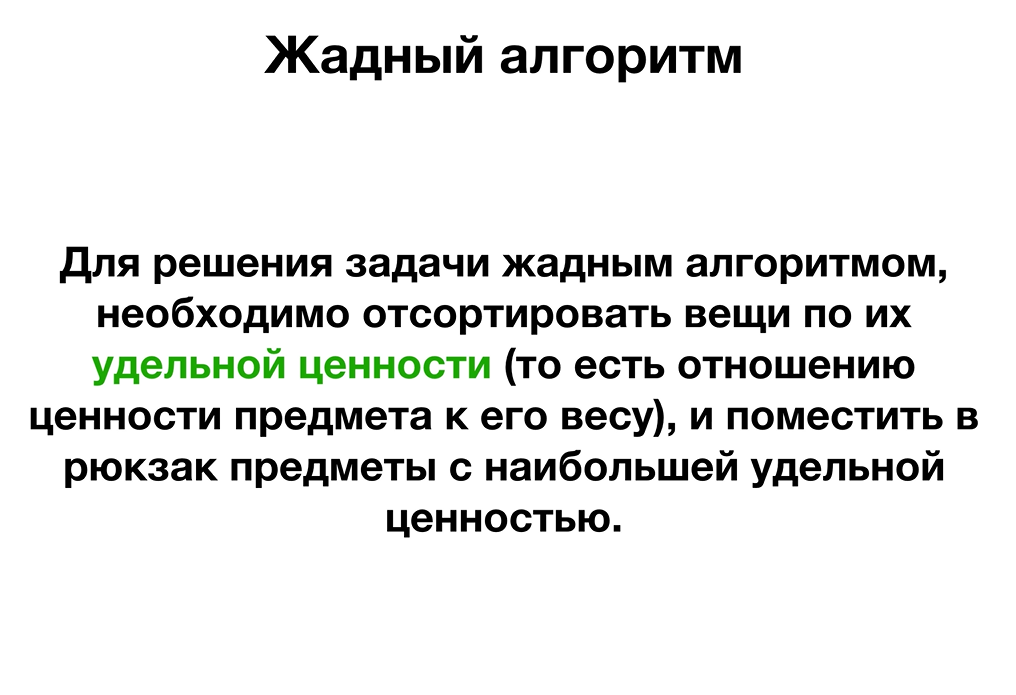 Жадный алгоритм
Для решения задачи жадным алгоритмом,
необходимо отсортировать вещи по их
удельной ценности (то есть отношению
ценности предмета к его весу), и поместить в
рюкзак предметы с наибольшей удельной
ценностью.